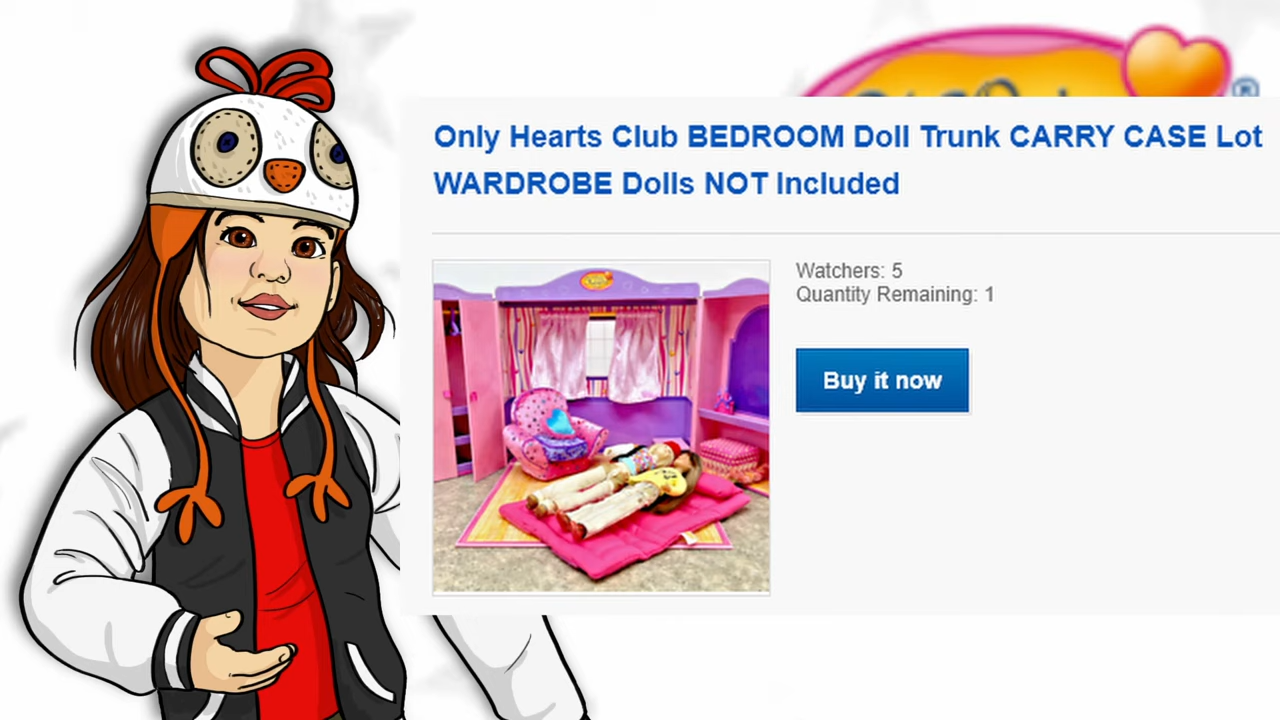 ®
Only Hearts Club BEDROOM Doll Trunk CARRY CASE Lot
WARDROBE Dolls NOT Included
Watchers: 5
Quantity Remaining: 1
Buy it now